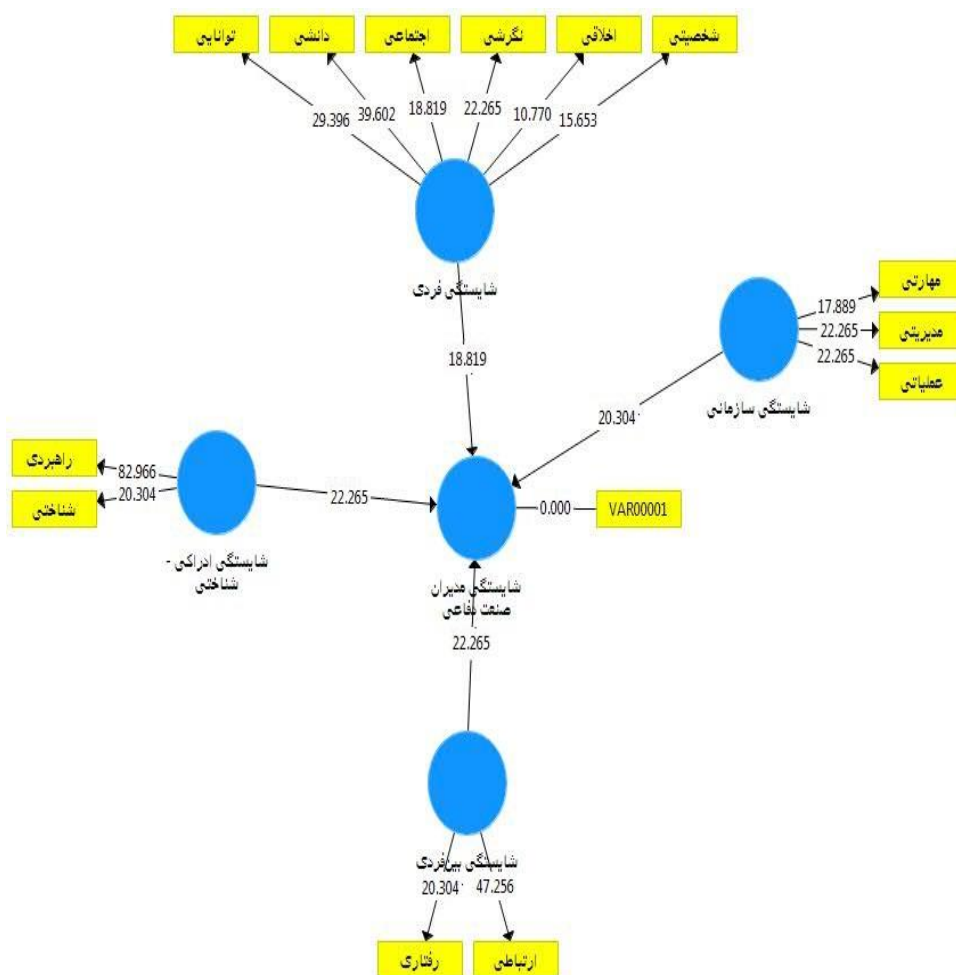 شخصیتی
اخلاقی
نگرشی
اجتماعی
دانشی
توانایی
15.653
10.770
22.265
18.819
39.602
29.396
شایستگی فردی
18.819
مهارتی
17.889
مدیریتی
22.265
عملیاتی
22.265
شایستگی سازمانی
20.304
راهبردی
82.966
شناختی
20.304
شایستگی ادراکی -
شناختی
22.265
0.000
VAR00001
شایستگی مدیران
صنعت دفاعی
22.265
شایستگی بین‌فردی
47.256
20.304
ارتباطی
رفتاری